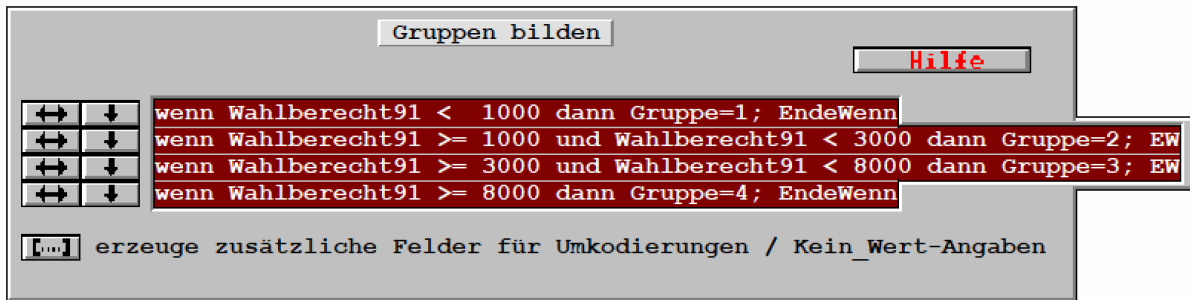 Gruppen bilden
Hilfe
wenn Wahlberecht91 <  1000 dann Gruppe=1; EndeWenn
wenn Wahlberecht91 >= 1000 und Wahlberecht91 < 3000 dann Gruppe=2; EW
wenn Wahlberecht91 >= 3000 und Wahlberecht91 < 8000 dann Gruppe=3; EW
wenn Wahlberecht91 >= 8000 dann Gruppe=4; EndeWenn
[...] erzeuge zusätzliche Felder für Umkodierungen / Kein_Wert-Angaben